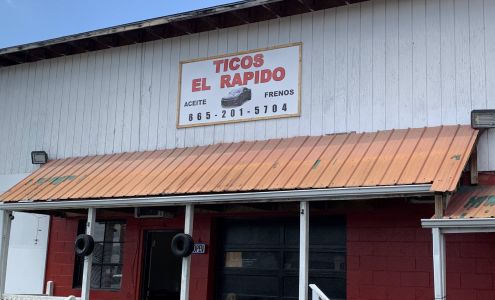 TICOS
EL RAPIDO
ACEITE FRENOS
665-201-5704